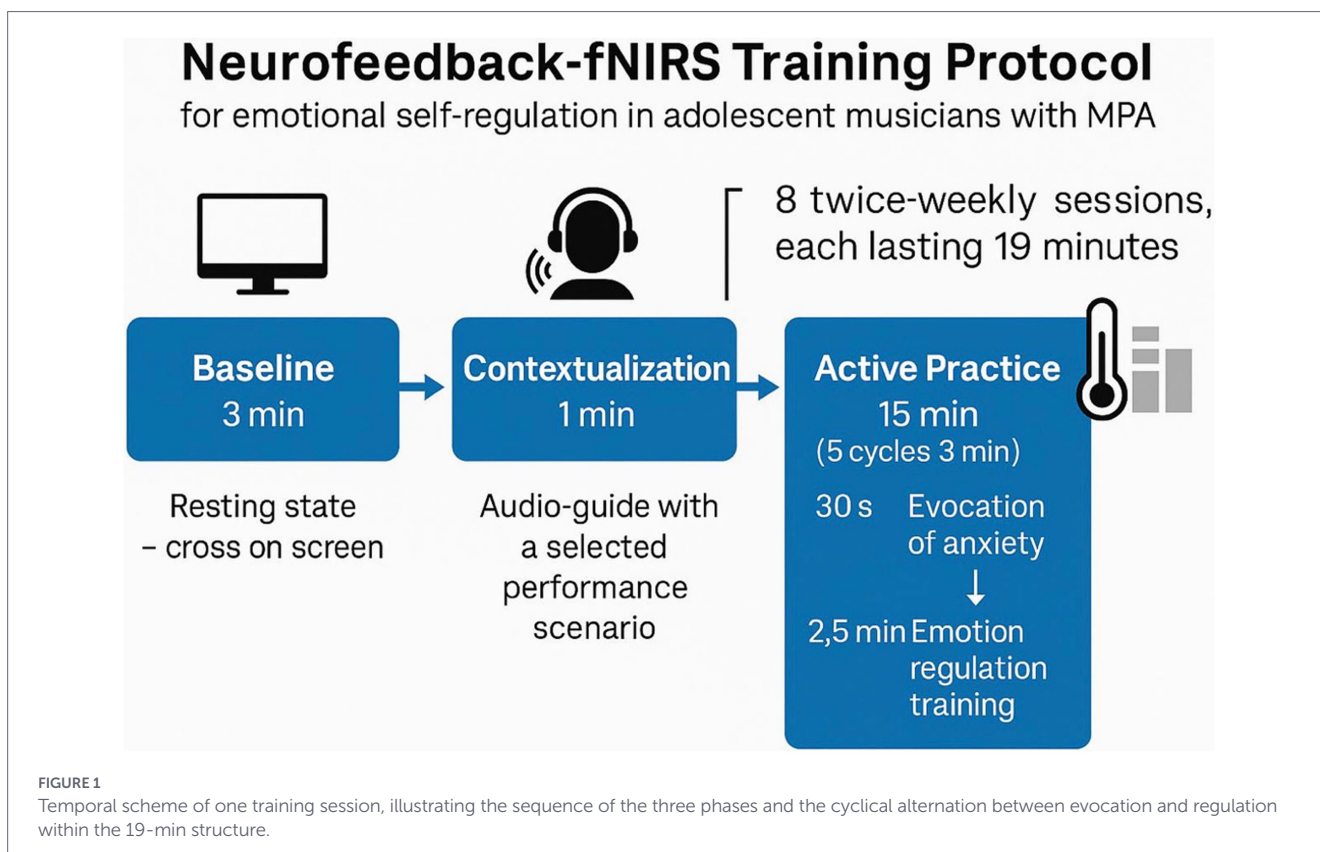 Neurofeedback-fNIRS Training Protocol
for emotional self-regulation in adolescent musicians with MPA
8 twice-weekly sessions,
each lasting 19 minutes
Baseline
3 min
Resting state
– cross on screen
Contextualization
1 min
Audio-guide with
a selected
performance
scenario
Active Practice
15 min
(5 cycles 3 min)
30 s Evocation
of anxiety
2,5 min Emotion
regulation
training
FIGURE 1
Temporal scheme of one training session, illustrating the sequence of the three phases and the cyclical alternation between evocation and regulation
within the 19-min structure.